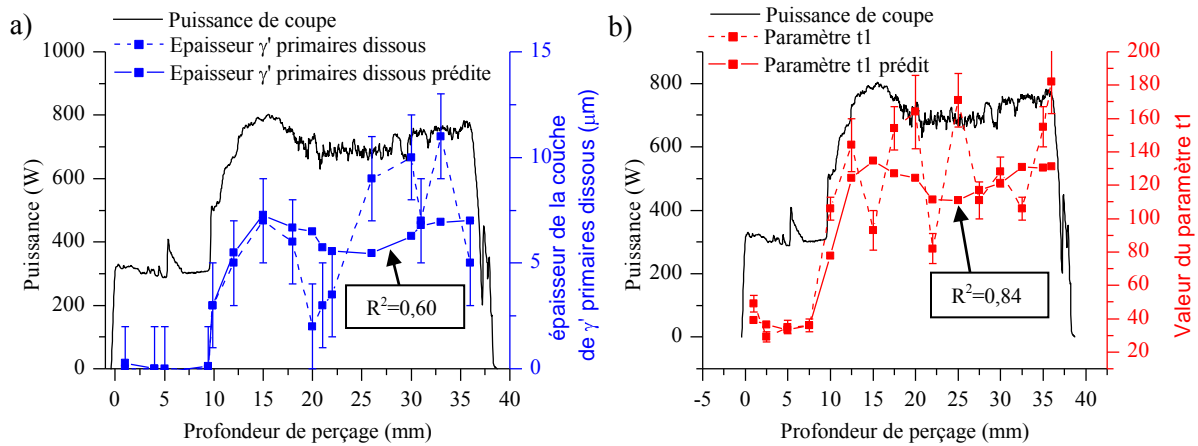 a)
Puissance de coupe
Epaisseur γ' primaires dissous
Epaisseur γ' primaires dissous prédite
1000
800
600
400
200
0
Puissance (W)
15
10
5
0
épaisseur de la couche
de γ' primaires dissous (µm)
R²=0,60
0 5 10 15 20 25 30 35 40
Profondeur de perçage (mm)
b)
Puissance de coupe
Paramètre t1
Paramètre t1 prédit
800
600
400
200
0
Puissance (W)
200
180
160
140
120
100
80
60
40
20
Valeur du paramètre t1
R²=0,84
-5 0 5 10 15 20 25 30 35 40
Profondeur de perçage (mm)